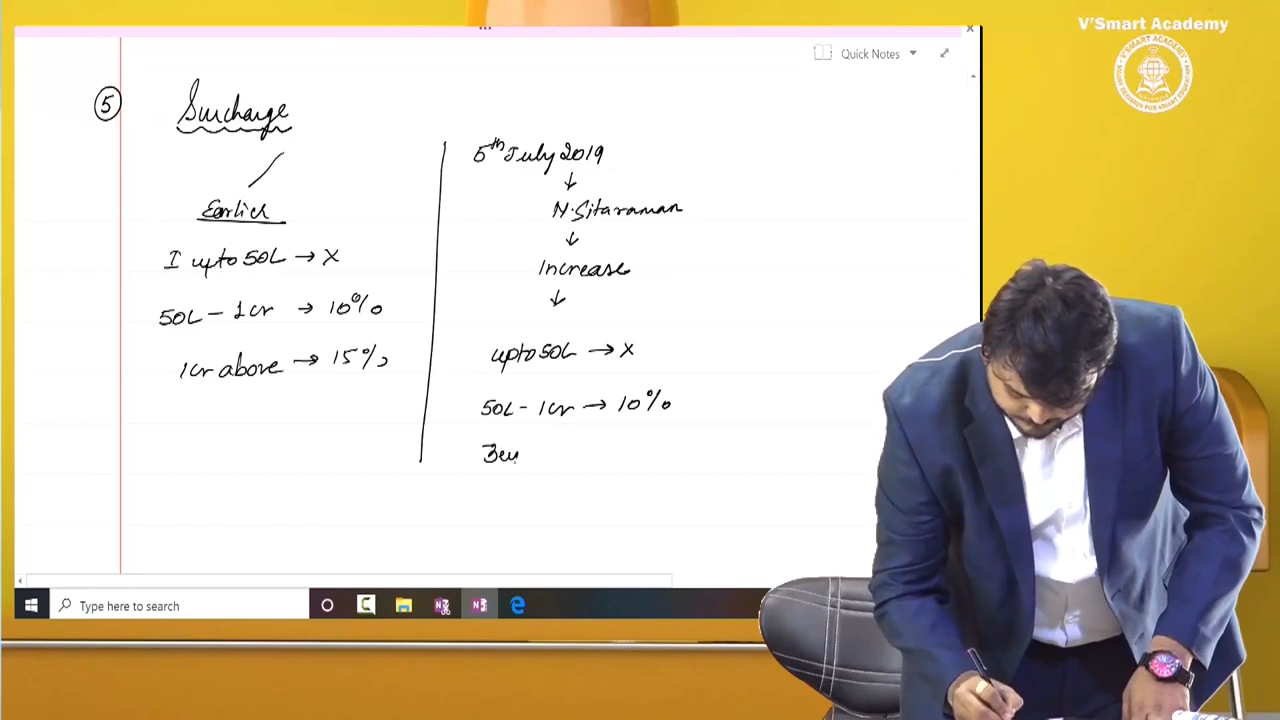 V'Smart Academy
Quick Notes
5 Surcharge
Earlier
I upto 50L → X
50L - 1cr → 10%
1cr above → 15%
5th July 2019
↓
N. Sitaraman
↓
Increase
↓
upto 50L → X
50L - 1cr → 10%
Type here to search